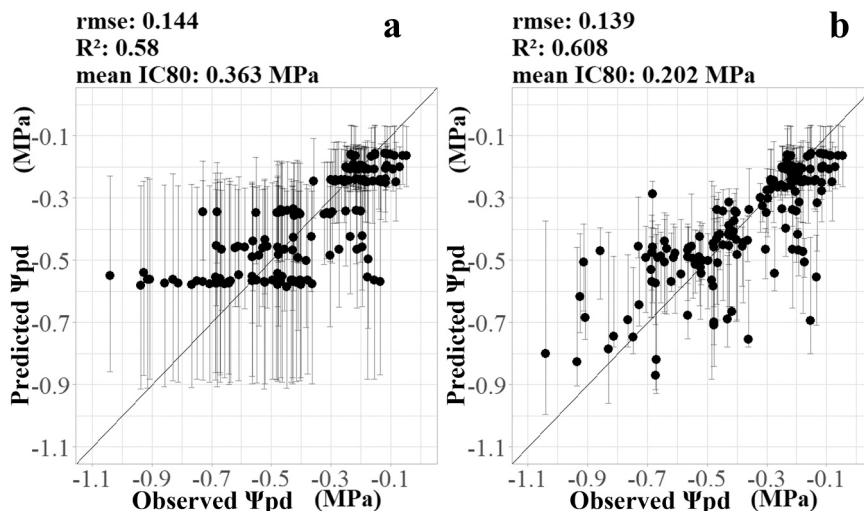 rmse: 0.144
R²: 0.58
mean IC80: 0.363 MPa
a
Predicted Ψpd (MPa)
-0.1
-0.3
-0.5
-0.7
-0.9
-1.1
-1.1 -0.9 -0.7 -0.5 -0.3 -0.1
Observed Ψpd (MPa)
rmse: 0.139
R²: 0.608
mean IC80: 0.202 MPa
b
Predicted Ψpd (MPa)
-0.1
-0.3
-0.5
-0.7
-0.9
-1.1
-1.1 -0.9 -0.7 -0.5 -0.3 -0.1
Observed Ψpd (MPa)